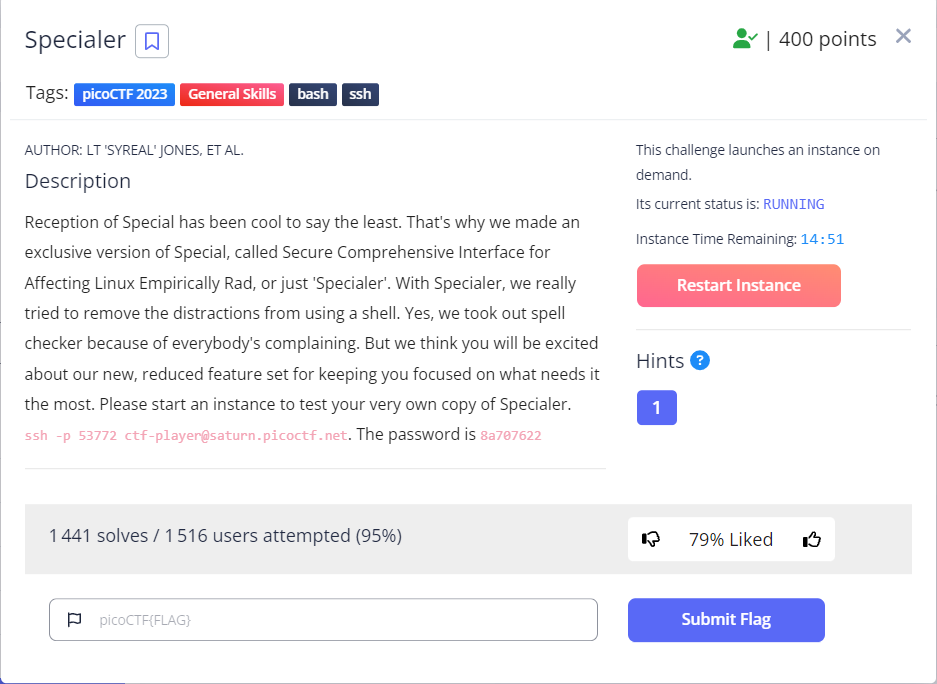 Specialer
| 400 points
Tags: picoCTF 2023 General Skills bash ssh
AUTHOR: LT 'SYREAL' JONES, ET AL.
Description
Reception of Special has been cool to say the least. That's why we made an
exclusive version of Special, called Secure Comprehensive Interface for
Affecting Linux Empirically Rad, or just 'Specialer'. With Specialer, we really
tried to remove the distractions from using a shell. Yes, we took out spell
checker because of everybody's complaining. But we think you will be excited
about our new, reduced feature set for keeping you focused on what needs it
the most. Please start an instance to test your very own copy of Specialer.
ssh -p 53772 ctf-player@saturn.picoctf.net. The password is 8a707622
This challenge launches an instance on
demand.
Its current status is: RUNNING
Instance Time Remaining: 14:51
Restart Instance
Hints ?
1
1 441 solves / 1 516 users attempted (95%)
79% Liked
picoCTF{FLAG}
Submit Flag